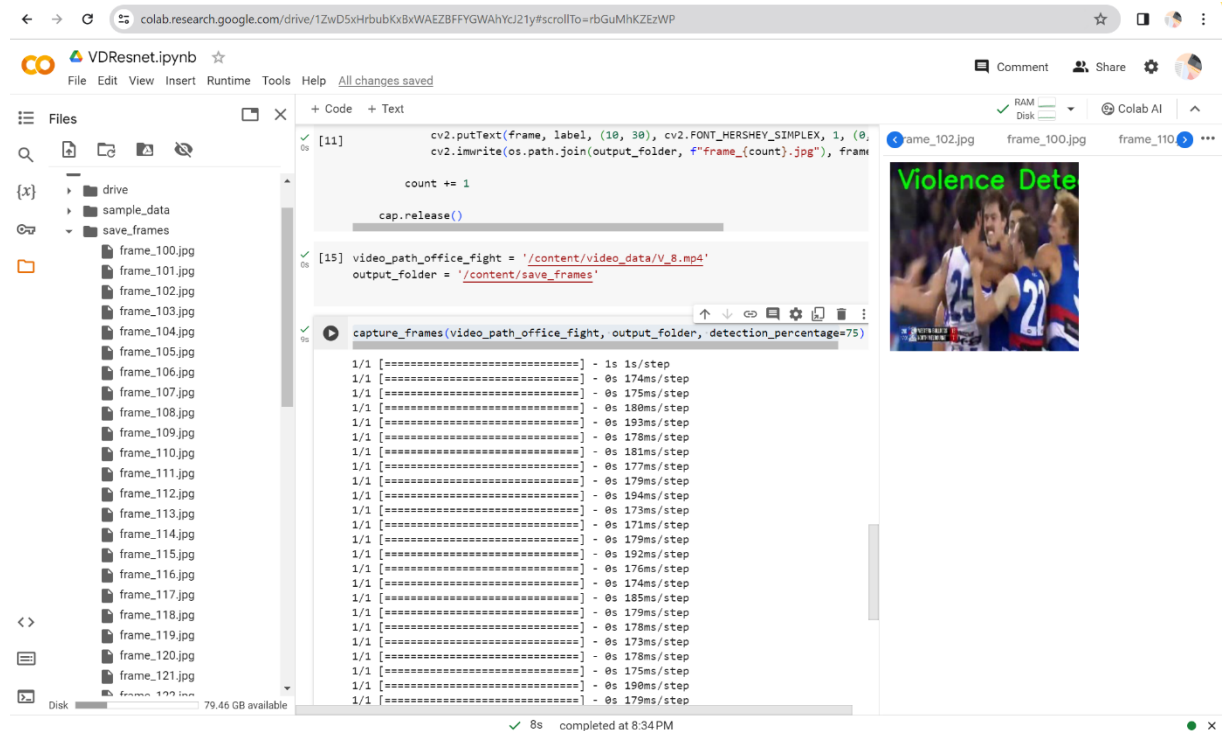 colab.research.google.com/drive/1ZwD5xHrbubKxBxWAEZBFFYGWAhYcJ21y#scrollTo=rbGuMhKZEzWP
VDResnet.ipynb
File Edit View Insert Runtime Tools Help All changes saved
Comment Share
Files
+ Code + Text
RAM
Disk
Colab AI
{x}
drive
sample_data
save_frames
frame_100.jpg
frame_101.jpg
frame_102.jpg
frame_103.jpg
frame_104.jpg
frame_105.jpg
frame_106.jpg
frame_107.jpg
frame_108.jpg
frame_109.jpg
frame_110.jpg
frame_111.jpg
frame_112.jpg
frame_113.jpg
frame_114.jpg
frame_115.jpg
frame_116.jpg
frame_117.jpg
frame_118.jpg
frame_119.jpg
frame_120.jpg
frame_121.jpg
frame_122.jpg
Disk 79.46 GB available
[11] cv2.putText(frame, label, (10, 30), cv2.FONT_HERSHEY_SIMPLEX, 1, (0,
0s cv2.imwrite(os.path.join(output_folder, f"frame_{count}.jpg"), frame
count += 1
cap.release()
[15] video_path_office_fight = '/content/video_data/V_8.mp4'
0s output_folder = '/content/save_frames'
capture_frames(video_path_office_fight, output_folder, detection_percentage=75)
9s
1/1 [==============================] - 1s 1s/step
1/1 [==============================] - 0s 174ms/step
1/1 [==============================] - 0s 175ms/step
1/1 [==============================] - 0s 180ms/step
1/1 [==============================] - 0s 193ms/step
1/1 [==============================] - 0s 178ms/step
1/1 [==============================] - 0s 181ms/step
1/1 [==============================] - 0s 177ms/step
1/1 [==============================] - 0s 179ms/step
1/1 [==============================] - 0s 194ms/step
1/1 [==============================] - 0s 173ms/step
1/1 [==============================] - 0s 171ms/step
1/1 [==============================] - 0s 179ms/step
1/1 [==============================] - 0s 192ms/step
1/1 [==============================] - 0s 176ms/step
1/1 [==============================] - 0s 174ms/step
1/1 [==============================] - 0s 185ms/step
1/1 [==============================] - 0s 179ms/step
1/1 [==============================] - 0s 178ms/step
1/1 [==============================] - 0s 173ms/step
1/1 [==============================] - 0s 178ms/step
1/1 [==============================] - 0s 175ms/step
1/1 [==============================] - 0s 190ms/step
1/1 [==============================] - 0s 179ms/step
rame_102.jpg frame_100.jpg frame_110.
Violence Dete
25
22
8s completed at 8:34 PM